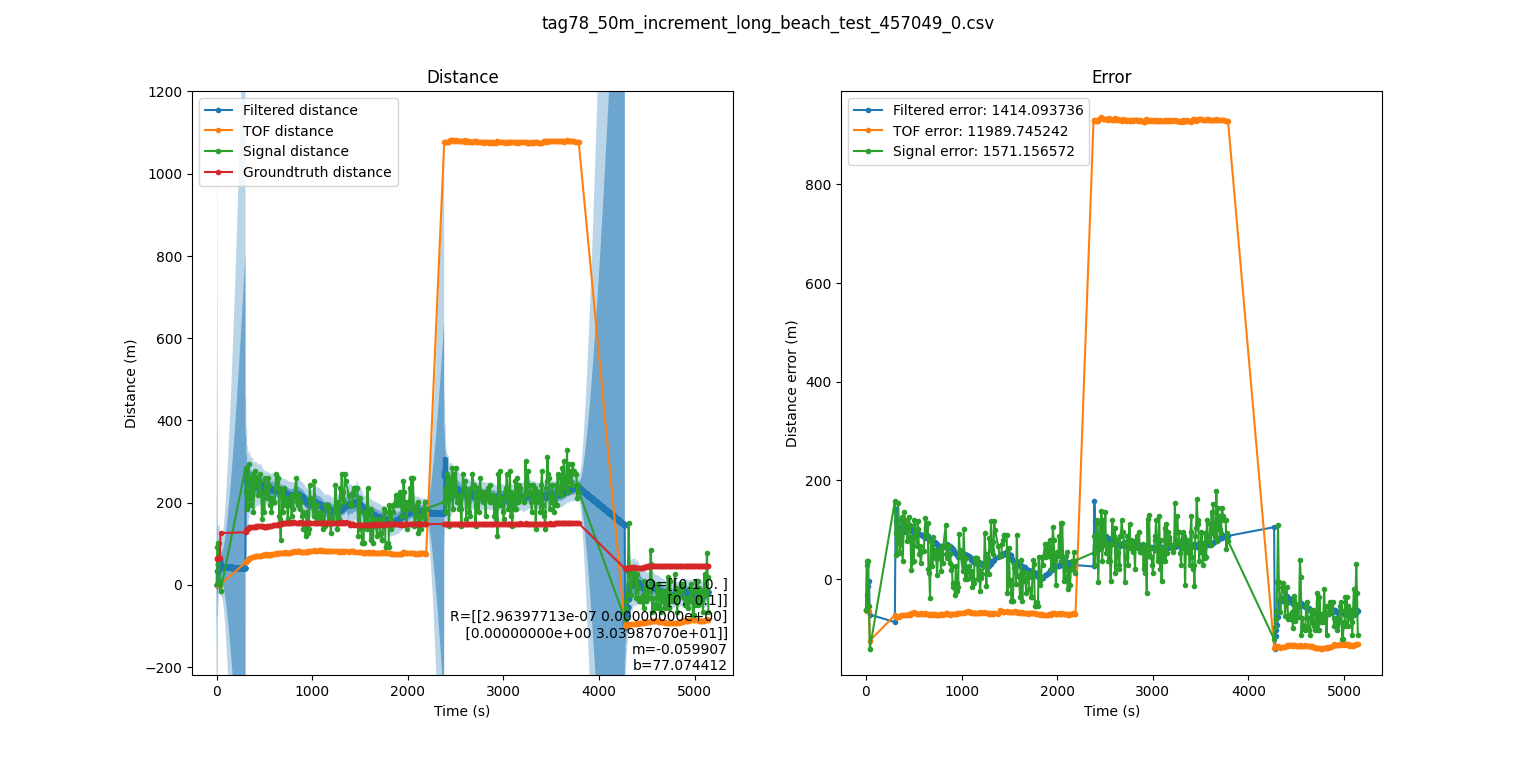 tag78_50m_increment_long_beach_test_457049_0.csv
Distance
Filtered distance
TOF distance
Signal distance
Groundtruth distance
Distance (m)
1200
1000
800
600
400
200
0
−200
0
1000
2000
3000
4000
5000
Time (s)
Q=[[0.1 0. ]
[0. 0.1]]
R=[[2.96397713e-07 0.00000000e+00]
[0.00000000e+00 3.03987070e+01]]
m=-0.059907
b=77.074412
Error
Filtered error: 1414.093736
TOF error: 11989.745242
Signal error: 1571.156572
Distance error (m)
800
600
400
200
0
0
1000
2000
3000
4000
5000
Time (s)